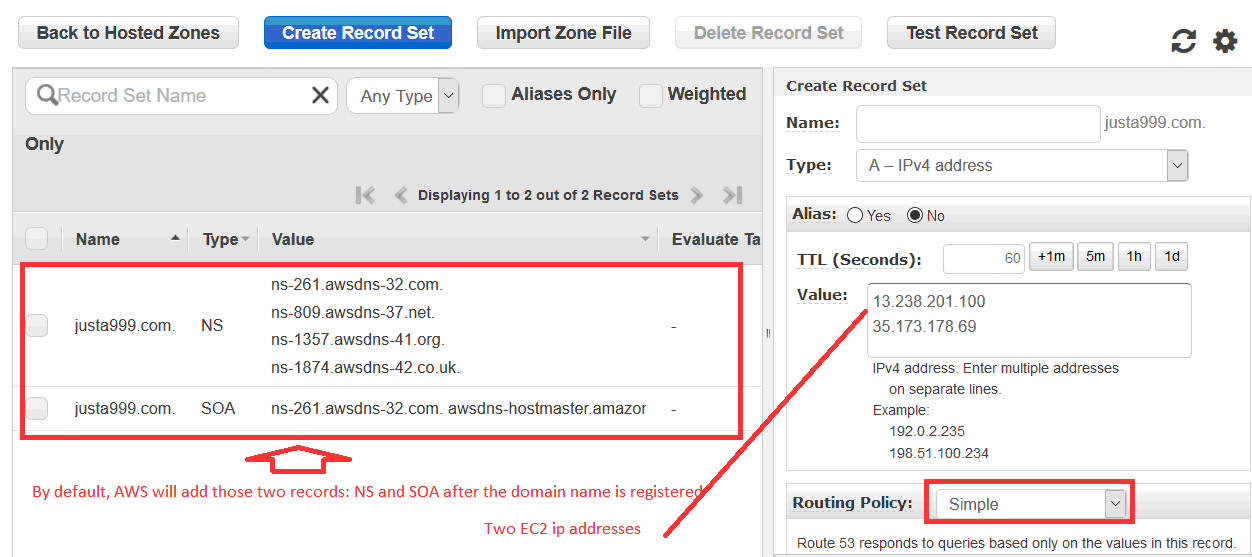 Back to Hosted Zones
Create Record Set
Import Zone File
Delete Record Set
Test Record Set
Record Set Name
Any Type
Aliases Only
Weighted
Only
Displaying 1 to 2 out of 2 Record Sets
Name
Type
Value
Evaluate Ta
justa999.com.
NS
ns-261.awsdns-32.com.
ns-809.awsdns-37.net.
ns-1357.awsdns-41.org.
ns-1874.awsdns-42.co.uk.
-
justa999.com.
SOA
ns-261.awsdns-32.com. awsdns-hostmaster.amazor
-
By default, AWS will add those two records: NS and SOA after the domain name is registered
Two EC2 ip addresses
Create Record Set
Name:
justa999.com.
Type:
A – IPv4 address
Alias:
Yes
No
TTL (Seconds):
60
+1m
5m
1h
1d
Value:
13.238.201.100
35.173.178.69
IPv4 address. Enter multiple addresses
on separate lines.
Example:
192.0.2.235
198.51.100.234
Routing Policy:
Simple
Route 53 responds to queries based only on the values in this record.